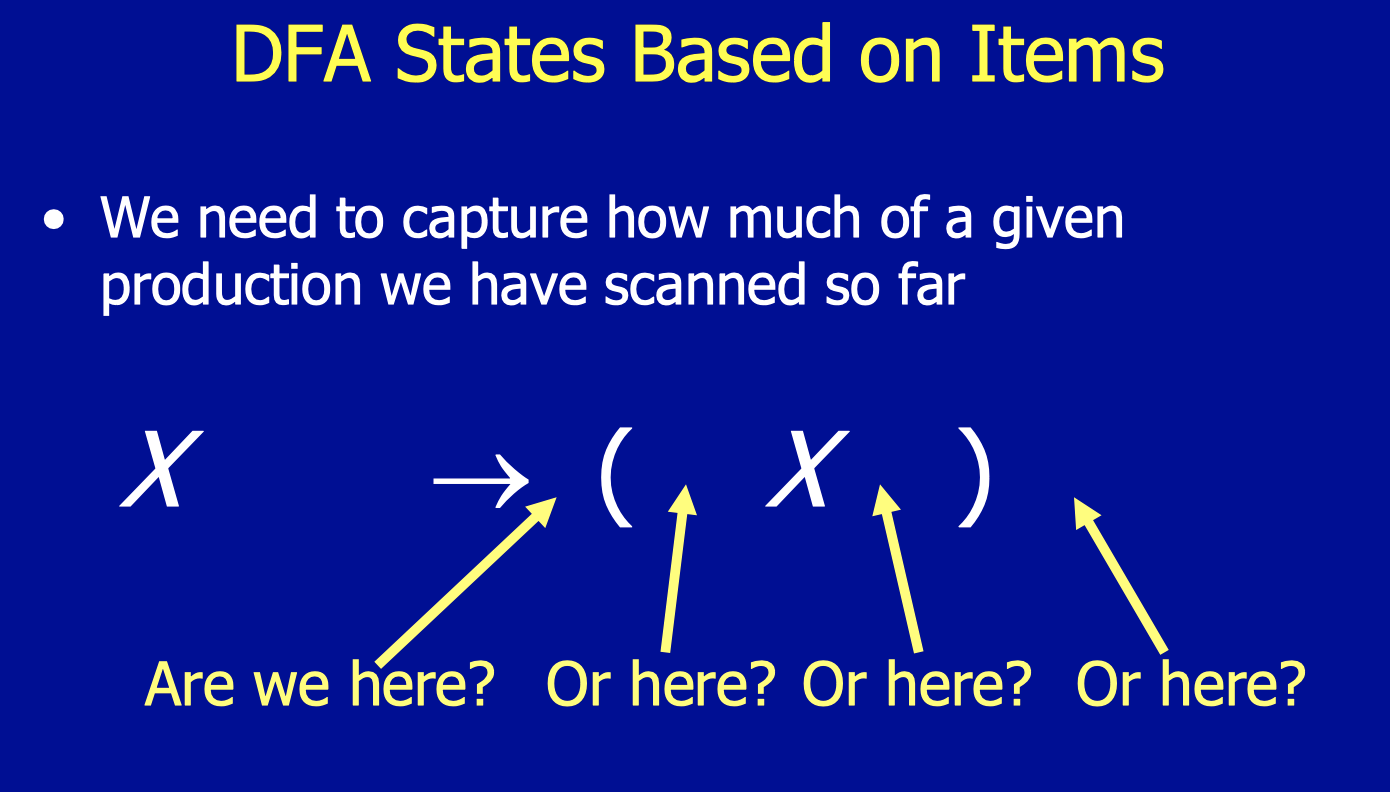 DFA States Based on Items
• We need to capture how much of a given
production we have scanned so far
X → ( X )
Are we here? Or here? Or here? Or here?